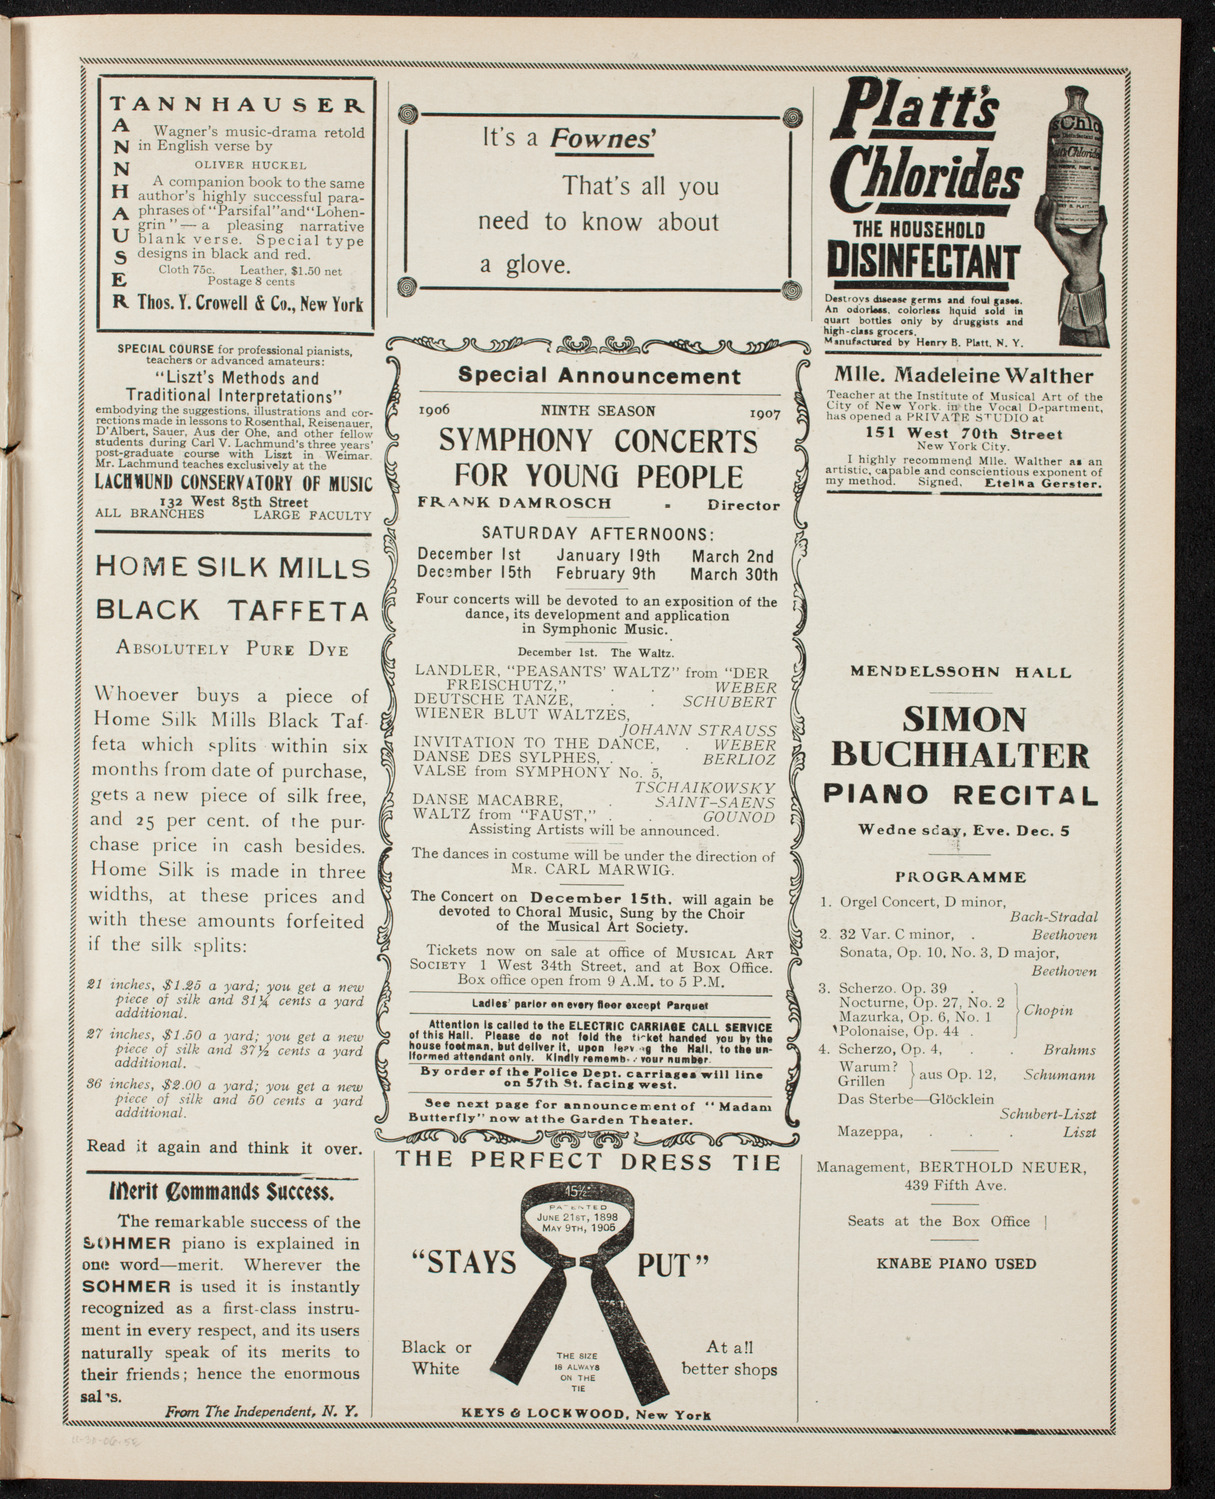 TANNHAUSER
TANNHAUSER
Wagner's music-drama retold
in English verse by
OLIVER HUCKEL
A companion book to the same
author's highly successful para-
phrases of "Parsifal" and "Lohen-
grin" — a pleasing narrative
blank verse. Special type
designs in black and red.
Cloth 75c. Leather, $1.50 net
Postage 8 cents
Thos. Y. Crowell & Co., New York
SPECIAL COURSE for professional pianists,
teachers or advanced amateurs:
"Liszt's Methods and
Traditional Interpretations"
embodying the suggestions, illustrations and cor-
rections made in lessons to Rosenthal, Reisenauer,
D'Albert, Sauer, Aus der Ohe, and other fellow
students during Carl V. Lachmund's three years'
post-graduate course with Liszt in Weimar.
Mr. Lachmund teaches exclusively at the
LACHMUND CONSERVATORY OF MUSIC
132 West 85th Street
ALL BRANCHES LARGE FACULTY
HOME SILK MILLS
BLACK TAFFETA
ABSOLUTELY PURE DYE
Whoever buys a piece of
Home Silk Mills Black Taf-
feta which splits within six
months from date of purchase,
gets a new piece of silk free,
and 25 per cent. of the pur-
chase price in cash besides.
Home Silk is made in three
widths, at these prices and
with these amounts forfeited
if the silk splits:
21 inches, $1.25 a yard; you get a new
piece of silk and 31¼ cents a yard
additional.
27 inches, $1.50 a yard; you get a new
piece of silk and 37½ cents a yard
additional.
36 inches, $2.00 a yard; you get a new
piece of silk and 50 cents a yard
additional.
Read it again and think it over.
Merit Commands Success.
The remarkable success of the
SOHMER piano is explained in
one word—merit. Wherever the
SOHMER is used it is instantly
recognized as a first-class instru-
ment in every respect, and its users
naturally speak of its merits to
their friends; hence the enormous
sal's.
From The Independent, N. Y.
It's a Fownes'
That's all you
need to know about
a glove.
Special Announcement
1906 NINTH SEASON 1907
SYMPHONY CONCERTS
FOR YOUNG PEOPLE
FRANK DAMROSCH - Director
SATURDAY AFTERNOONS:
December 1st January 19th March 2nd
December 15th February 9th March 30th
Four concerts will be devoted to an exposition of the
dance, its development and application
in Symphonic Music.
December 1st. The Waltz.
LANDLER, "PEASANTS' WALTZ" from "DER
FREISCHUTZ," . . WEBER
DEUTSCHE TANZE, . . SCHUBERT
WIENER BLUT WALTZES,
JOHANN STRAUSS
INVITATION TO THE DANCE, . WEBER
DANSE DES SYLPHES, . . BERLIOZ
VALSE from SYMPHONY No. 5,
TSCHAIKOWSKY
DANSE MACABRE, . SAINT-SAENS
WALTZ from "FAUST," . . GOUNOD
Assisting Artists will be announced.
The dances in costume will be under the direction of
MR. CARL MARWIG.
The Concert on December 15th, will again be
devoted to Choral Music, Sung by the Choir
of the Musical Art Society.
Tickets now on sale at office of MUSICAL ART
SOCIETY 1 West 34th Street, and at Box Office.
Box office open from 9 A.M. to 5 P.M.
Ladies' parlor on every floor except Parquet
Attention is called to the ELECTRIC CARRIAGE CALL SERVICE
of this Hall. Please do not fold the ticket handed you by the
house footman, but deliver it, upon leaving the Hall, to the un-
iformed attendant only. Kindly remember your number.
By order of the Police Dept. carriages will line
on 57th St. facing west.
See next page for announcement of "Madam
Butterfly" now at the Garden Theater.
THE PERFECT DRESS TIE
15½
PATENTED
JUNE 21ST, 1898
MAY 9TH, 1905
"STAYS PUT"
Black or
White
THE SIZE
IS ALWAYS
ON THE
TIE
At all
better shops
KEYS & LOCKWOOD, New York
Platt's
Chlorides
THE HOUSEHOLD
DISINFECTANT
Destroys disease germs and foul gases.
An odorless, colorless liquid sold in
quart bottles only by druggists and
high-class grocers.
Manufactured by Henry B. Platt, N. Y.
Mlle. Madeleine Walther
Teacher at the Institute of Musical Art of the
City of New York, in the Vocal Department,
has opened a PRIVATE STUDIO at
151 West 70th Street
New York City.
I highly recommend Mlle. Walther as an
artistic, capable and conscientious exponent of
my method. Signed, Etelka Gerster.
MENDELSSOHN HALL
SIMON
BUCHHALTER
PIANO RECITAL
Wednesday, Eve. Dec. 5
PROGRAMME
1. Orgel Concert, D minor,
Bach-Stradal
2. 32 Var. C minor, . Beethoven
Sonata, Op. 10, No. 3, D major,
Beethoven
3. Scherzo. Op. 39 .
Nocturne, Op. 27, No. 2
Mazurka, Op. 6, No. 1
Polonaise, Op. 44 .
Chopin
4. Scherzo, Op. 4, . . Brahms
Warum?
Grillen
aus Op. 12, Schumann
Das Sterbe—Glöcklein
Schubert-Liszt
Mazeppa, . . . Liszt
Management, BERTHOLD NEUER,
439 Fifth Ave.
Seats at the Box Office
KNABE PIANO USED